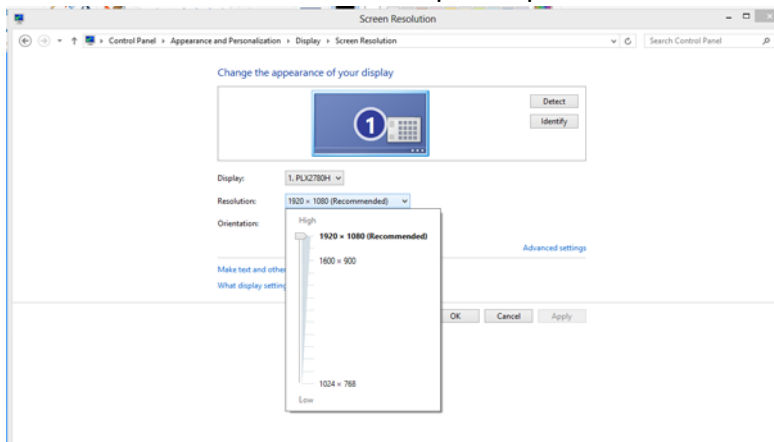 Screen Resolution
Control Panel › Appearance and Personalization › Display › Screen Resolution
Search Control Panel
Change the appearance of your display
1
Detect
Identify
Display:
1. PLX2780H
Resolution:
1920 × 1080 (Recommended)
Orientation:
High
1920 × 1080 (Recommended)
1600 × 900
1024 × 768
Low
Advanced settings
Make text and other
What display setting
OK
Cancel
Apply